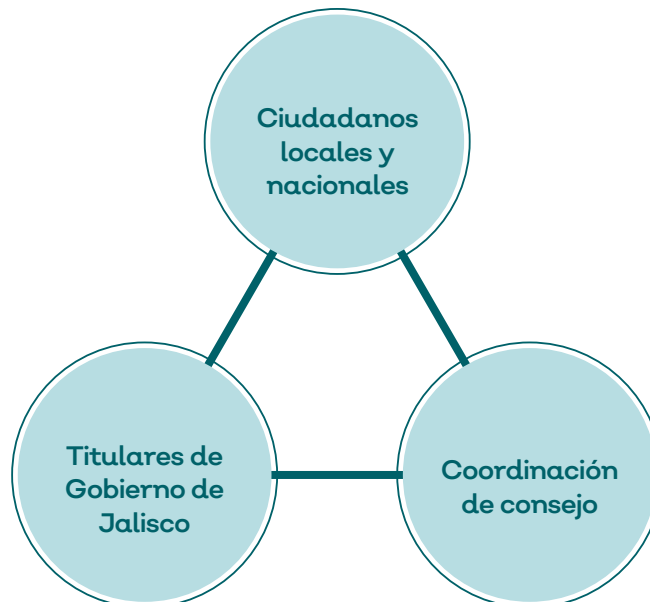 Ciudadanos
locales y
nacionales
Titulares de
Gobierno de
Jalisco
Coordinación
de consejo